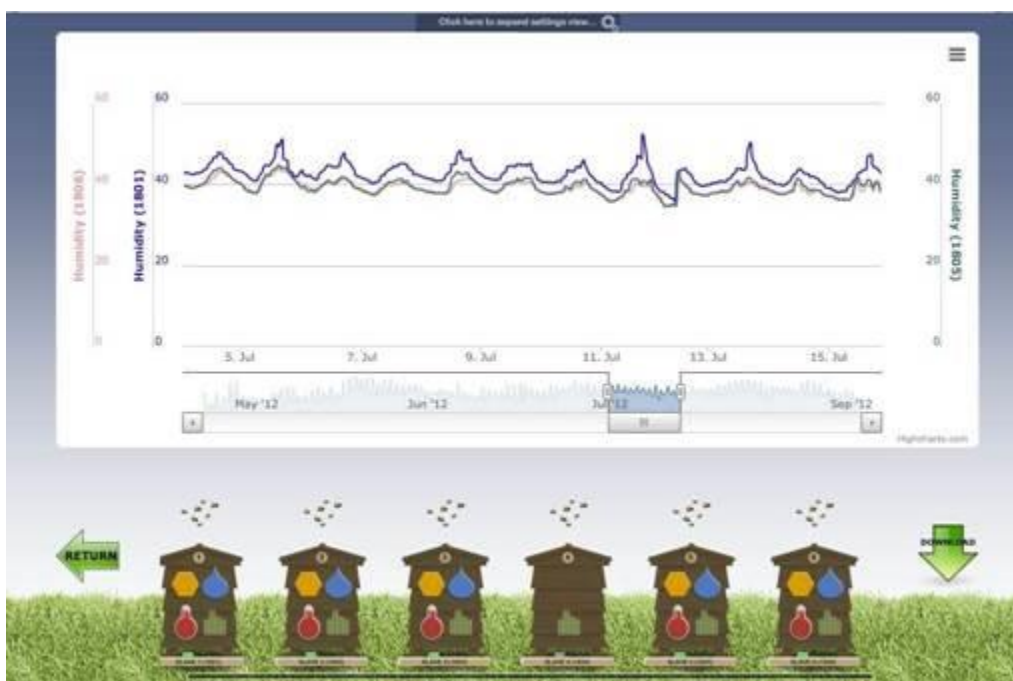 Click here to expand settings view...
60
40
20
0
Humidity (1806)
60
40
20
0
Humidity (1801)
60
40
20
0
Humidity (1805)
3. Jul
7. Jul
9. Jul
11. Jul
13. Jul
15. Jul
May '12
Jun '12
Jul '12
Sep '12
Highcharts.com
RETURN
DOWNLOAD